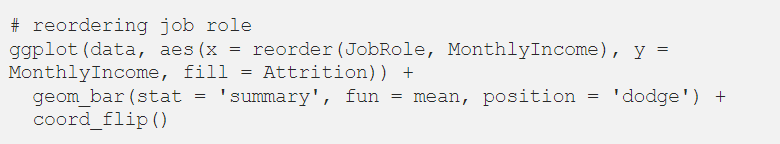 # reordering job role
ggplot(data, aes(x = reorder(JobRole, MonthlyIncome), y =
MonthlyIncome, fill = Attrition)) +
  geom_bar(stat = 'summary', fun = mean, position = 'dodge') +
  coord_flip()